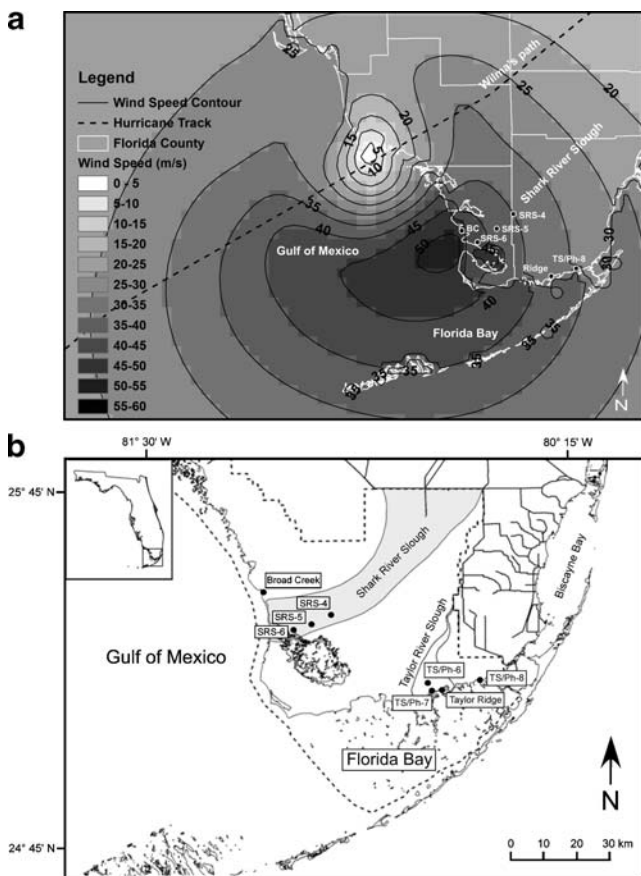 a
Legend
Wind Speed Contour
Hurricane Track
Florida County
Wind Speed (m/s)
0 - 5
5-10
10-15
15-20
20-25
25-30
30-35
35-40
40-45
45-50
50-55
55-60
25
15
5
10
20
Wilma's path
25
20
35
40
45
50
Gulf of Mexico
Shark River Slough
SRS-4
SRS-5
BC
SRS-6
Ridge
TS/Ph-8
30
40
Florida Bay
35
35
35
N
b
81° 30' W
80° 15' W
25° 45' N
24° 45' N
Broad Creek
SRS-4
SRS-5
SRS-6
Shark River Slough
Taylor River Slough
Biscayne Bay
Gulf of Mexico
TS/Ph-6
TS/Ph-8
TS/Ph-7
Taylor Ridge
Florida Bay
N
0 10 20 30 km